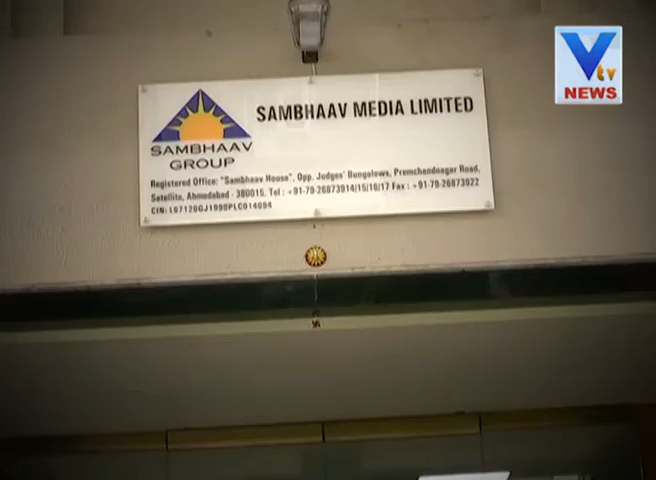 Vtv
NEWS
SAMBHAAV MEDIA LIMITED
SAMBHAAV
GROUP
Registered Office: "Sambhaav House", Opp. Judges' Bungalows, Premchandnagar Road,
Satellite, Ahmedabad - 380015. Tel : +91-79-26873914/15/16/17 Fax : +91-79-26873922
CIN: L67120GJ1990PLC014094